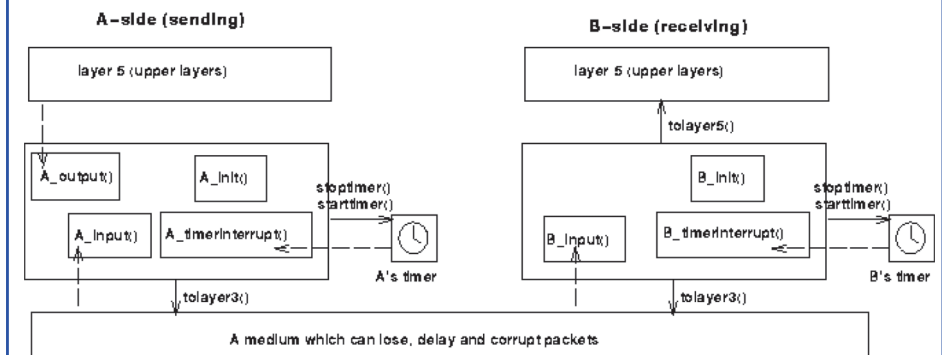 A-side (sending)
B-side (receiving)
layer 5 (upper layers)
layer 5 (upper layers)
tolayer5()
A_output()
A_init()
stoptimer()
starttimer()
A_input()
A_timerinterrupt()
A's timer
B_init()
stoptimer()
starttimer()
B_input()
B_timerinterrupt()
B's timer
tolayer3()
tolayer3()
A medium which can lose, delay and corrupt packets